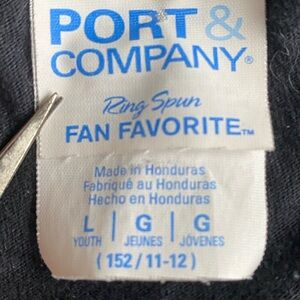 PORT &
COMPANY®
Ring Spun
FAN FAVORITE™
Made in Honduras
Fabriqué au Honduras
Hecho en Honduras
L | G | G
YOUTH | JEUNES | JÓVENES
(152/11-12)